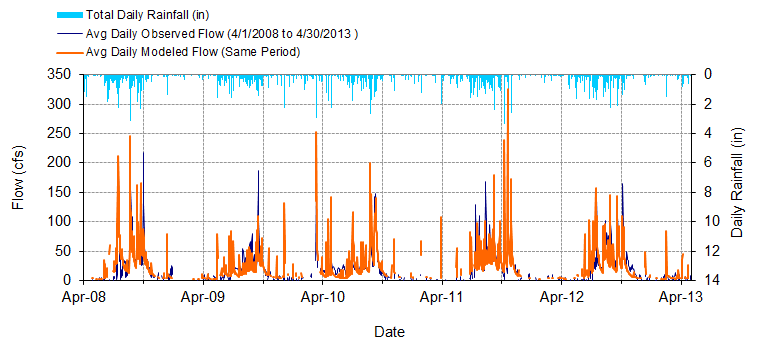 Total Daily Rainfall (in)
Avg Daily Observed Flow (4/1/2008 to 4/30/2013 )
Avg Daily Modeled Flow (Same Period)
350
300
250
200
150
100
50
0
Flow (cfs)
0
2
4
6
8
10
12
14
Daily Rainfall (in)
Apr-08 Apr-09 Apr-10 Apr-11 Apr-12 Apr-13
Date